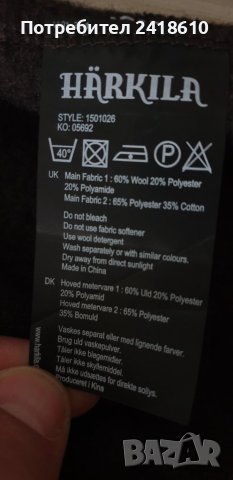 Потребител 2418610
HÄRKILA
STYLE: 1501026
KO: 05692
40°
P
UK Main Fabric 1 : 60% Wool 20% Polyester
20% Polyamide
Main Fabric 2 : 65% Polyester 35% Cotton
Do not bleach
Do not use fabric softener
Use wool detergent
Wash separately or with similar colours.
Dry away from direct sunlight
Made in China
DK Hoved metervare 1 : 60% Uld 20% Polyester
20% Polyamid
Hoved metervare 2 : 65% Polyester
35% Bomuld
Vaskes separat eller med lignende farver.
Brug uld vaskepulver.
Tåler ikke blegemidler.
Tåler ikke skyllemiddel.
Må ikke udsættes for direkte sollys.
Produceret i Kina
BAZAR